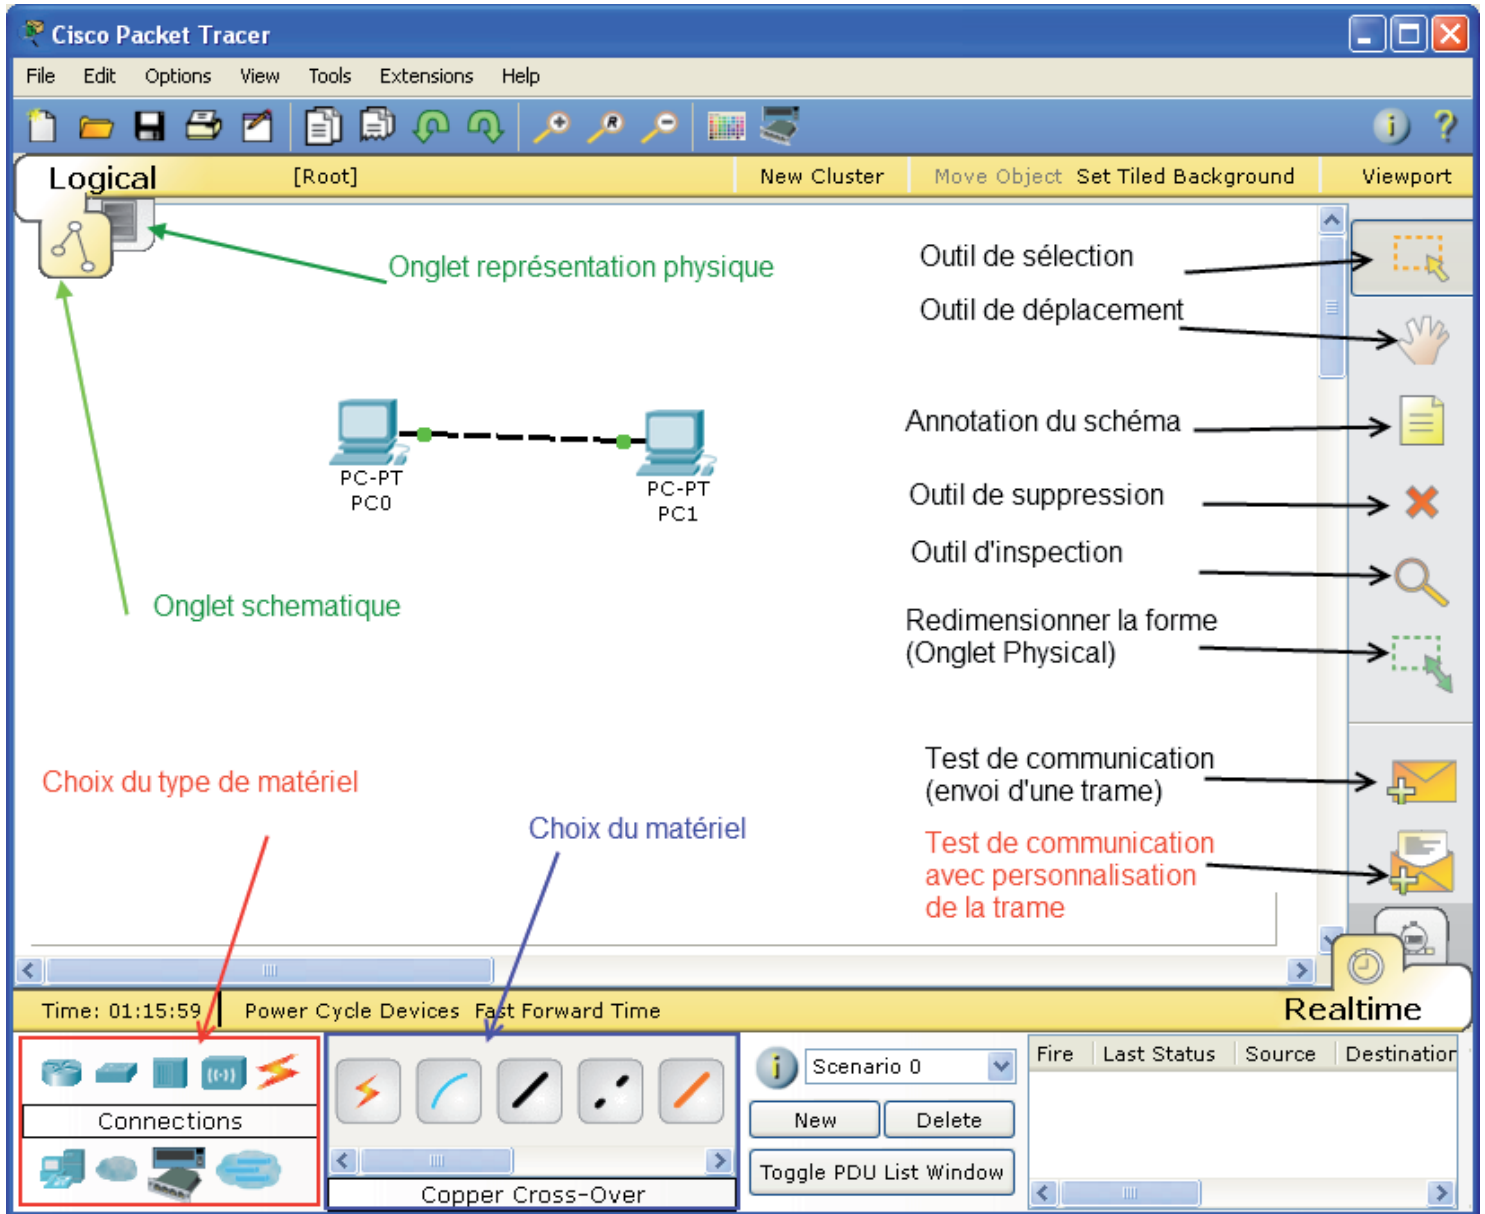 Cisco Packet Tracer
File Edit Options View Tools Extensions Help
Logical [Root] New Cluster Move Object Set Tiled Background Viewport
Onglet représentation physique
Outil de sélection
Outil de déplacement
Annotation du schéma
PC-PT
PC0
PC-PT
PC1
Outil de suppression
Outil d'inspection
Onglet schematique
Redimensionner la forme
(Onglet Physical)
Choix du type de matériel
Test de communication
(envoi d'une trame)
Choix du matériel
Test de communication
avec personnalisation
de la trame
Time: 01:15:59 Power Cycle Devices Fast Forward Time Realtime
Connections
Copper Cross-Over
Scenario 0
New Delete
Toggle PDU List Window
Fire Last Status Source Destination